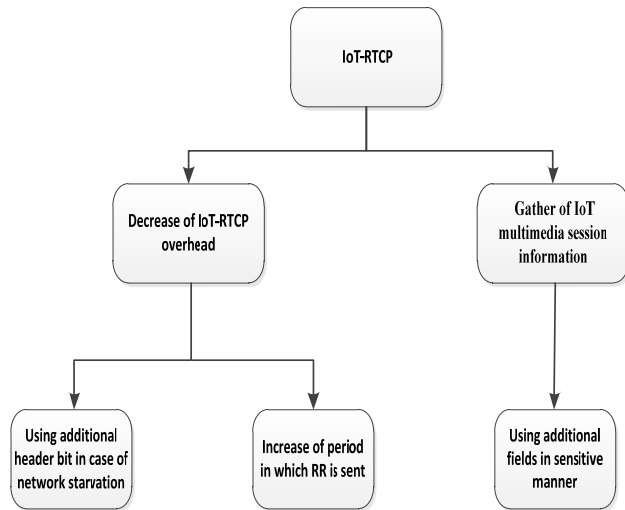 IoT-RTCP
Decrease of IoT-RTCP
overhead
Gather of IoT
multimedia session
information
Using additional
header bit in case of
network starvation
Increase of period
in which RR is sent
Using additional
fields in sensitive
manner